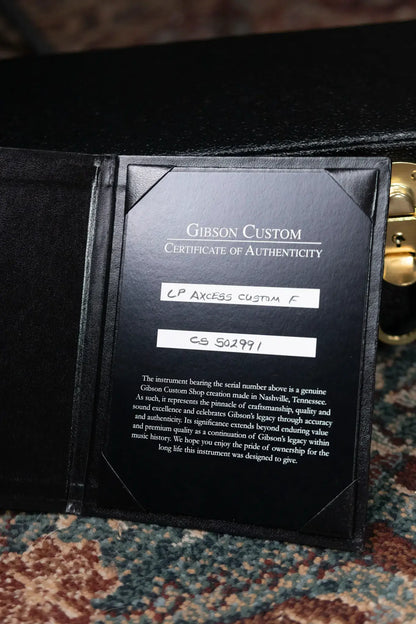 GIBSON CUSTOM
CERTIFICATE OF AUTHENTICITY
LP AXCESS CUSTOM F
CS 502991
The instrument bearing the serial number above is a genuine
Gibson Custom Shop creation made in Nashville, Tennessee.
As such, it represents the pinnacle of craftsmanship, quality and
sound excellence and celebrates Gibson's legacy through accuracy
and authenticity. Its significance extends beyond enduring value
and premium quality as a continuation of Gibson's legacy within
music history. We hope you enjoy the pride of ownership for the
long life this instrument was designed to give.